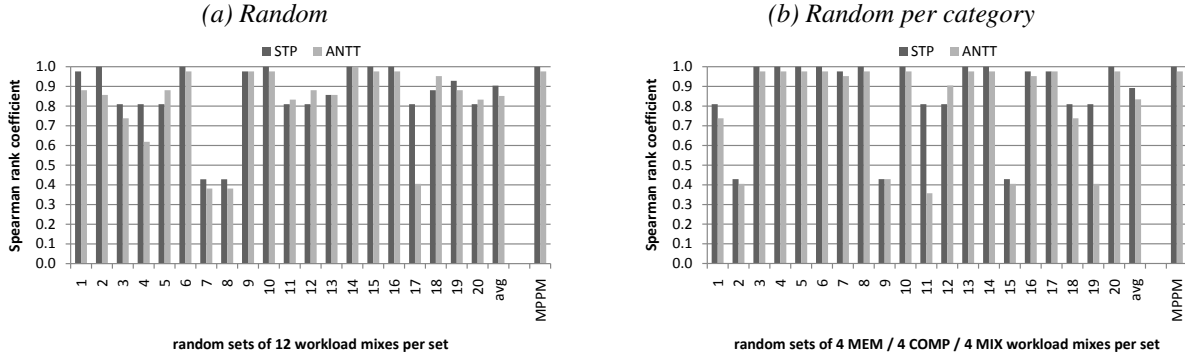 (a) Random
STP ANTT
Spearman rank coefficient
1.0
0.9
0.8
0.7
0.6
0.5
0.4
0.3
0.2
0.1
0.0
1 2 3 4 5 6 7 8 9 10 11 12 13 14 15 16 17 18 19 20 avg MPPM
random sets of 12 workload mixes per set
(b) Random per category
STP ANTT
Spearman rank coefficient
1.0
0.9
0.8
0.7
0.6
0.5
0.4
0.3
0.2
0.1
0.0
1 2 3 4 5 6 7 8 9 10 11 12 13 14 15 16 17 18 19 20 avg MPPM
random sets of 4 MEM / 4 COMP / 4 MIX workload mixes per set